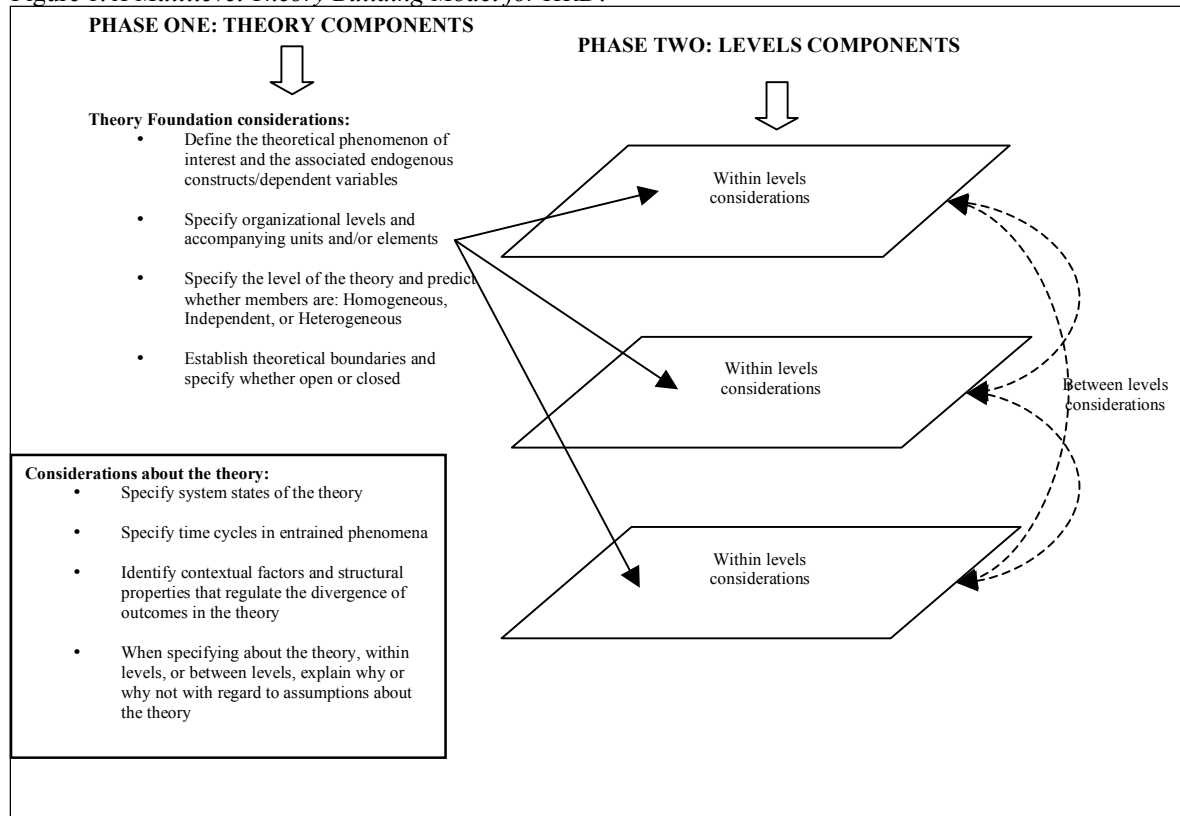 PHASE ONE: THEORY COMPONENTS
Theory Foundation considerations:
• Define the theoretical phenomenon of
interest and the associated endogenous
constructs/dependent variables
• Specify organizational levels and
accompanying units and/or elements
• Specify the level of the theory and predict
whether members are: Homogeneous,
Independent, or Heterogeneous
• Establish theoretical boundaries and
specify whether open or closed
Considerations about the theory:
• Specify system states of the theory
• Specify time cycles in entrained phenomena
• Identify contextual factors and structural
properties that regulate the divergence of
outcomes in the theory
• When specifying about the theory, within
levels, or between levels, explain why or
why not with regard to assumptions about
the theory
PHASE TWO: LEVELS COMPONENTS
Within levels
considerations
Within levels
considerations
Within levels
considerations
Between levels
considerations